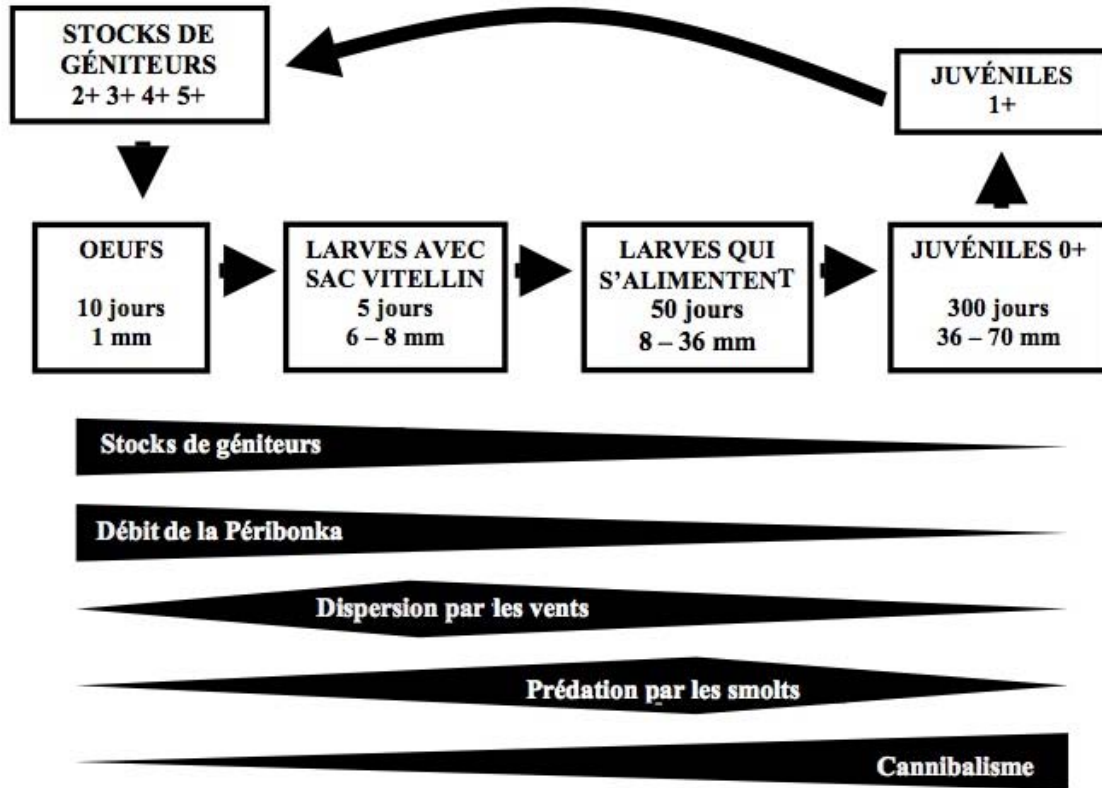 STOCKS DE
GÉNITEURS
2+ 3+ 4+ 5+
JUVÉNILES
1+
OEUFS
10 jours
1 mm
LARVES AVEC
SAC VITELLIN
5 jours
6 – 8 mm
LARVES QUI
S'ALIMENTENT
50 jours
8 – 36 mm
JUVÉNILES 0+
300 jours
36 – 70 mm
Stocks de géniteurs
Débit de la Péribonka
Dispersion par les vents
Prédation par les smolts
Cannibalisme